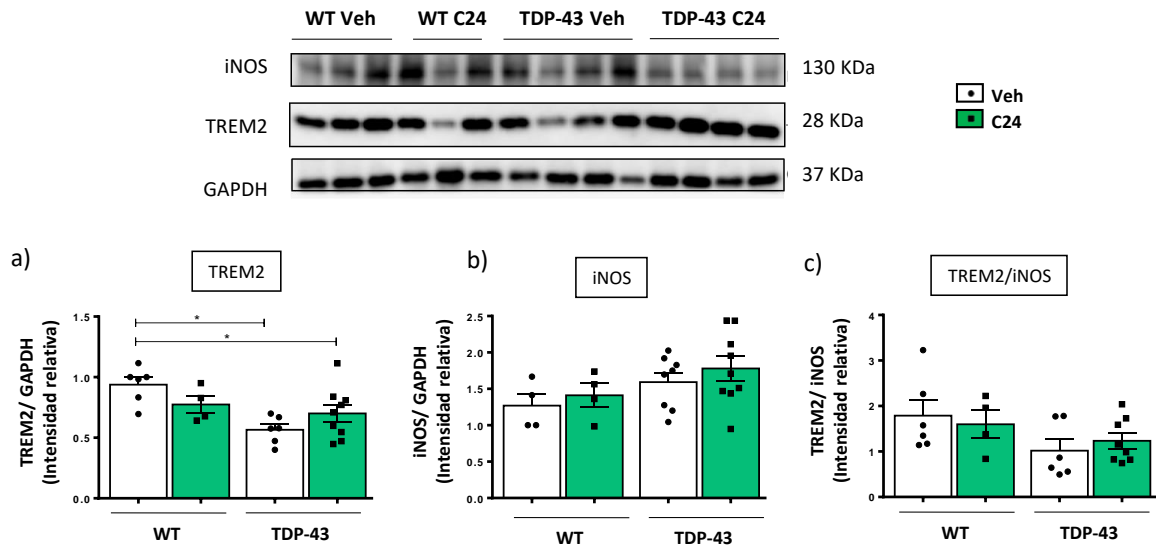 WT Veh WT C24 TDP-43 Veh TDP-43 C24
iNOS 130 KDa
TREM2 28 KDa
GAPDH 37 KDa
Veh
C24
a) TREM2
TREM2/ GAPDH
(Intensidad relativa)
1.5
1.0
0.5
0.0
*
*
WT TDP-43
b) iNOS
iNOS/ GAPDH
(Intensidad relativa)
2.5
2.0
1.5
1.0
0.5
0.0
WT TDP-43
c) TREM2/iNOS
TREM2/ iNOS
(Intensidad relativa)
4
3
2
1
0
WT TDP-43